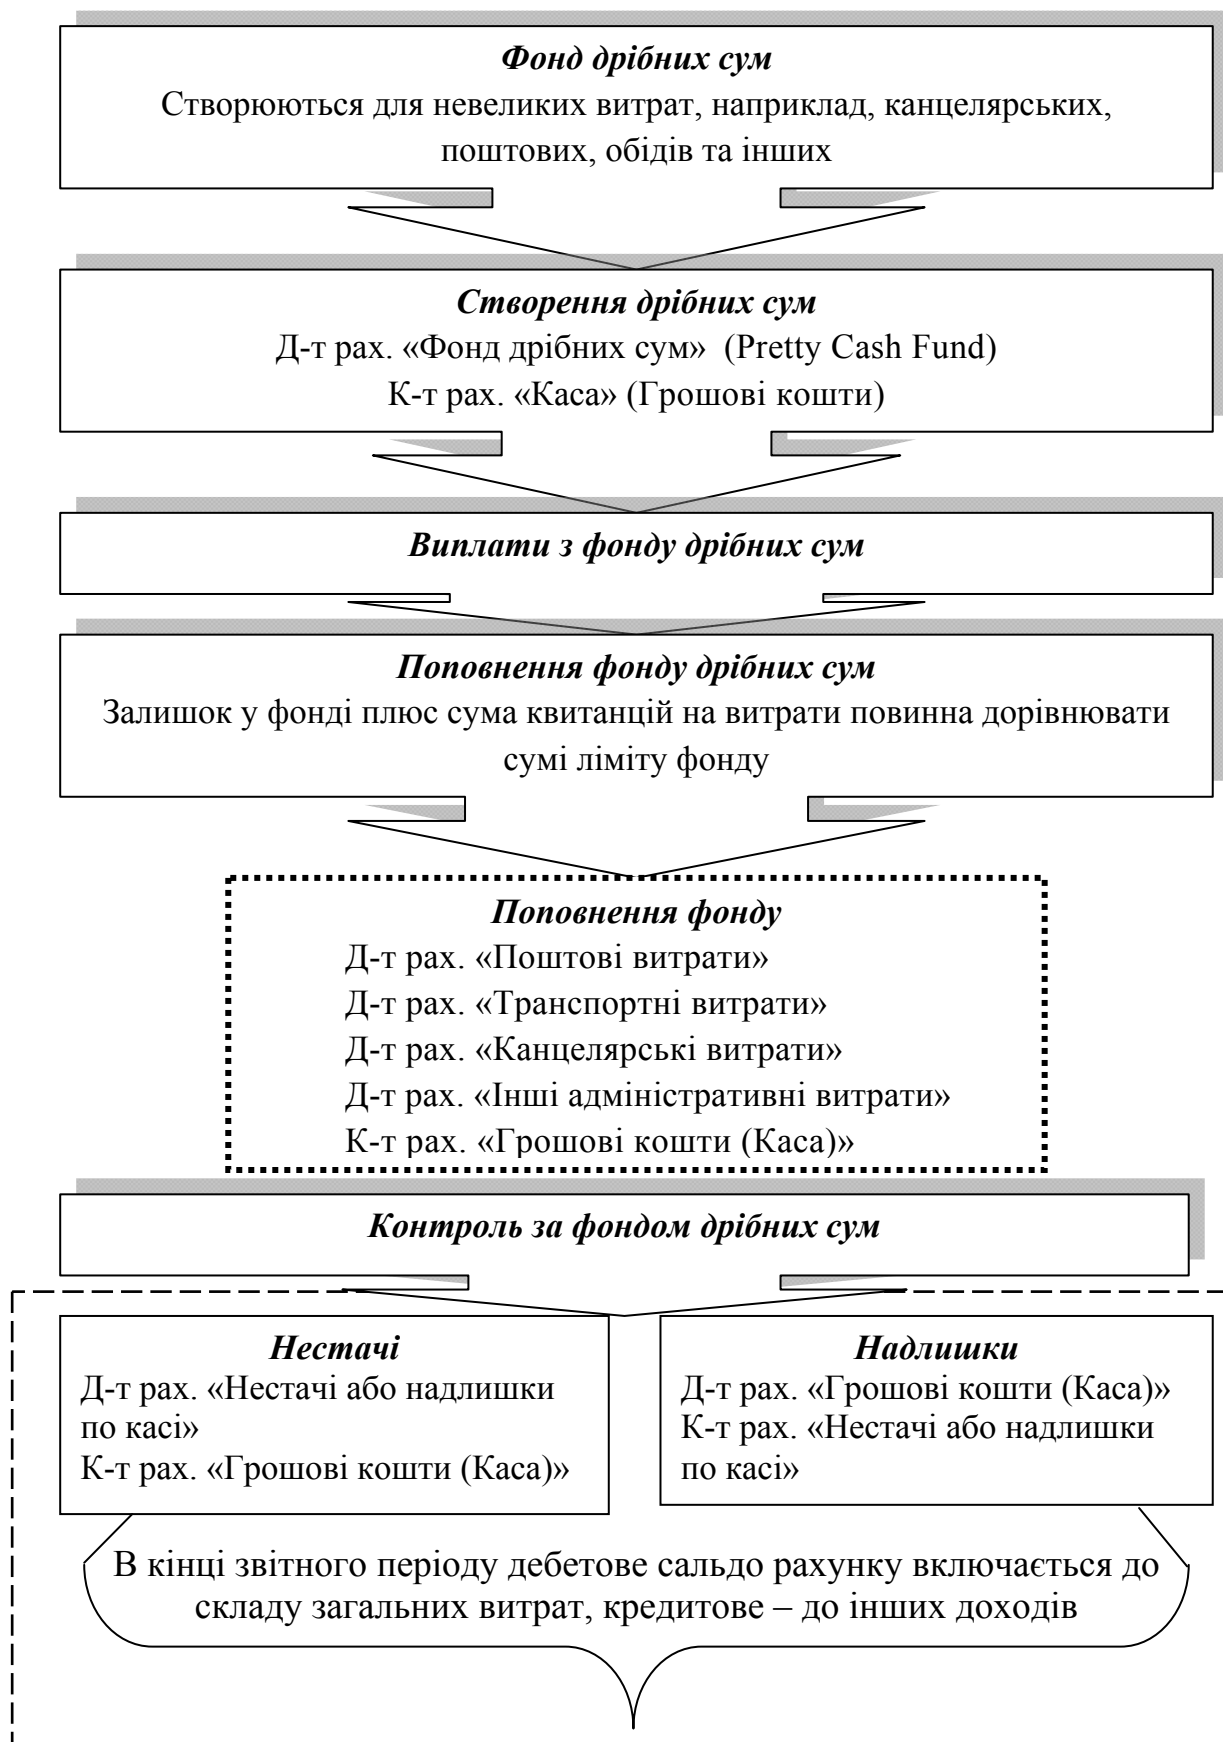 Фонд дрібних сум
Створюються для невеликих витрат, наприклад, канцелярських,
поштових, обідів та інших
Створення дрібних сум
Д-т рах. «Фонд дрібних сум» (Pretty Cash Fund)
К-т рах. «Каса» (Грошові кошти)
Виплати з фонду дрібних сум
Поповнення фонду дрібних сум
Залишок у фонді плюс сума квитанцій на витрати повинна дорівнювати
сумі ліміту фонду
Поповнення фонду
Д-т рах. «Поштові витрати»
Д-т рах. «Транспортні витрати»
Д-т рах. «Канцелярські витрати»
Д-т рах. «Інші адміністративні витрати»
К-т рах. «Грошові кошти (Каса)»
Контроль за фондом дрібних сум
Нестачі
Д-т рах. «Нестачі або надлишки
по касі»
К-т рах. «Грошові кошти (Каса)»
Надлишки
Д-т рах. «Грошові кошти (Каса)»
К-т рах. «Нестачі або надлишки
по касі»
В кінці звітного періоду дебетове сальдо рахунку включається до
складу загальних витрат, кредитове – до інших доходів